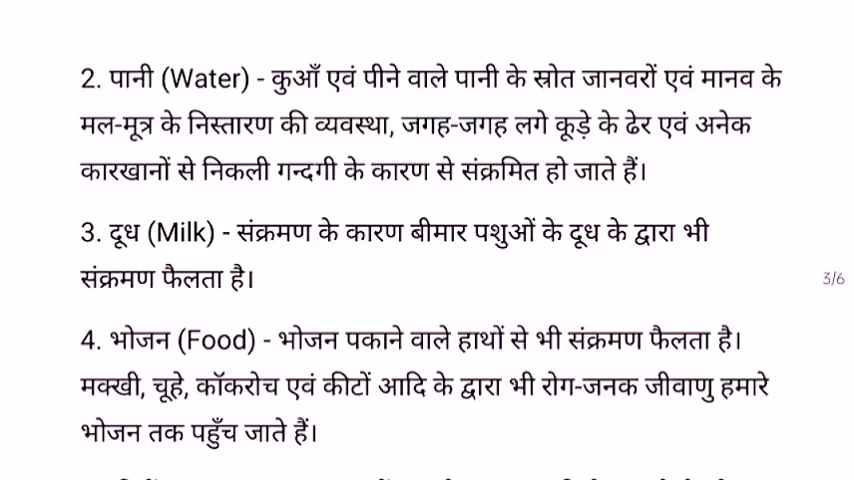 2. पानी (Water) - कुआँ एवं पीने वाले पानी के स्रोत जानवरों एवं मानव के
मल-मूत्र के निस्तारण की व्यवस्था, जगह-जगह लगे कूड़े के ढेर एवं अनेक
कारखानों से निकली गन्दगी के कारण से संक्रमित हो जाते हैं।
3. दूध (Milk) - संक्रमण के कारण बीमार पशुओं के दूध के द्वारा भी
संक्रमण फैलता है।
3/6
4. भोजन (Food) - भोजन पकाने वाले हाथों से भी संक्रमण फैलता है।
मक्खी, चूहे, कॉकरोच एवं कीटों आदि के द्वारा भी रोग-जनक जीवाणु हमारे
भोजन तक पहुँच जाते हैं।